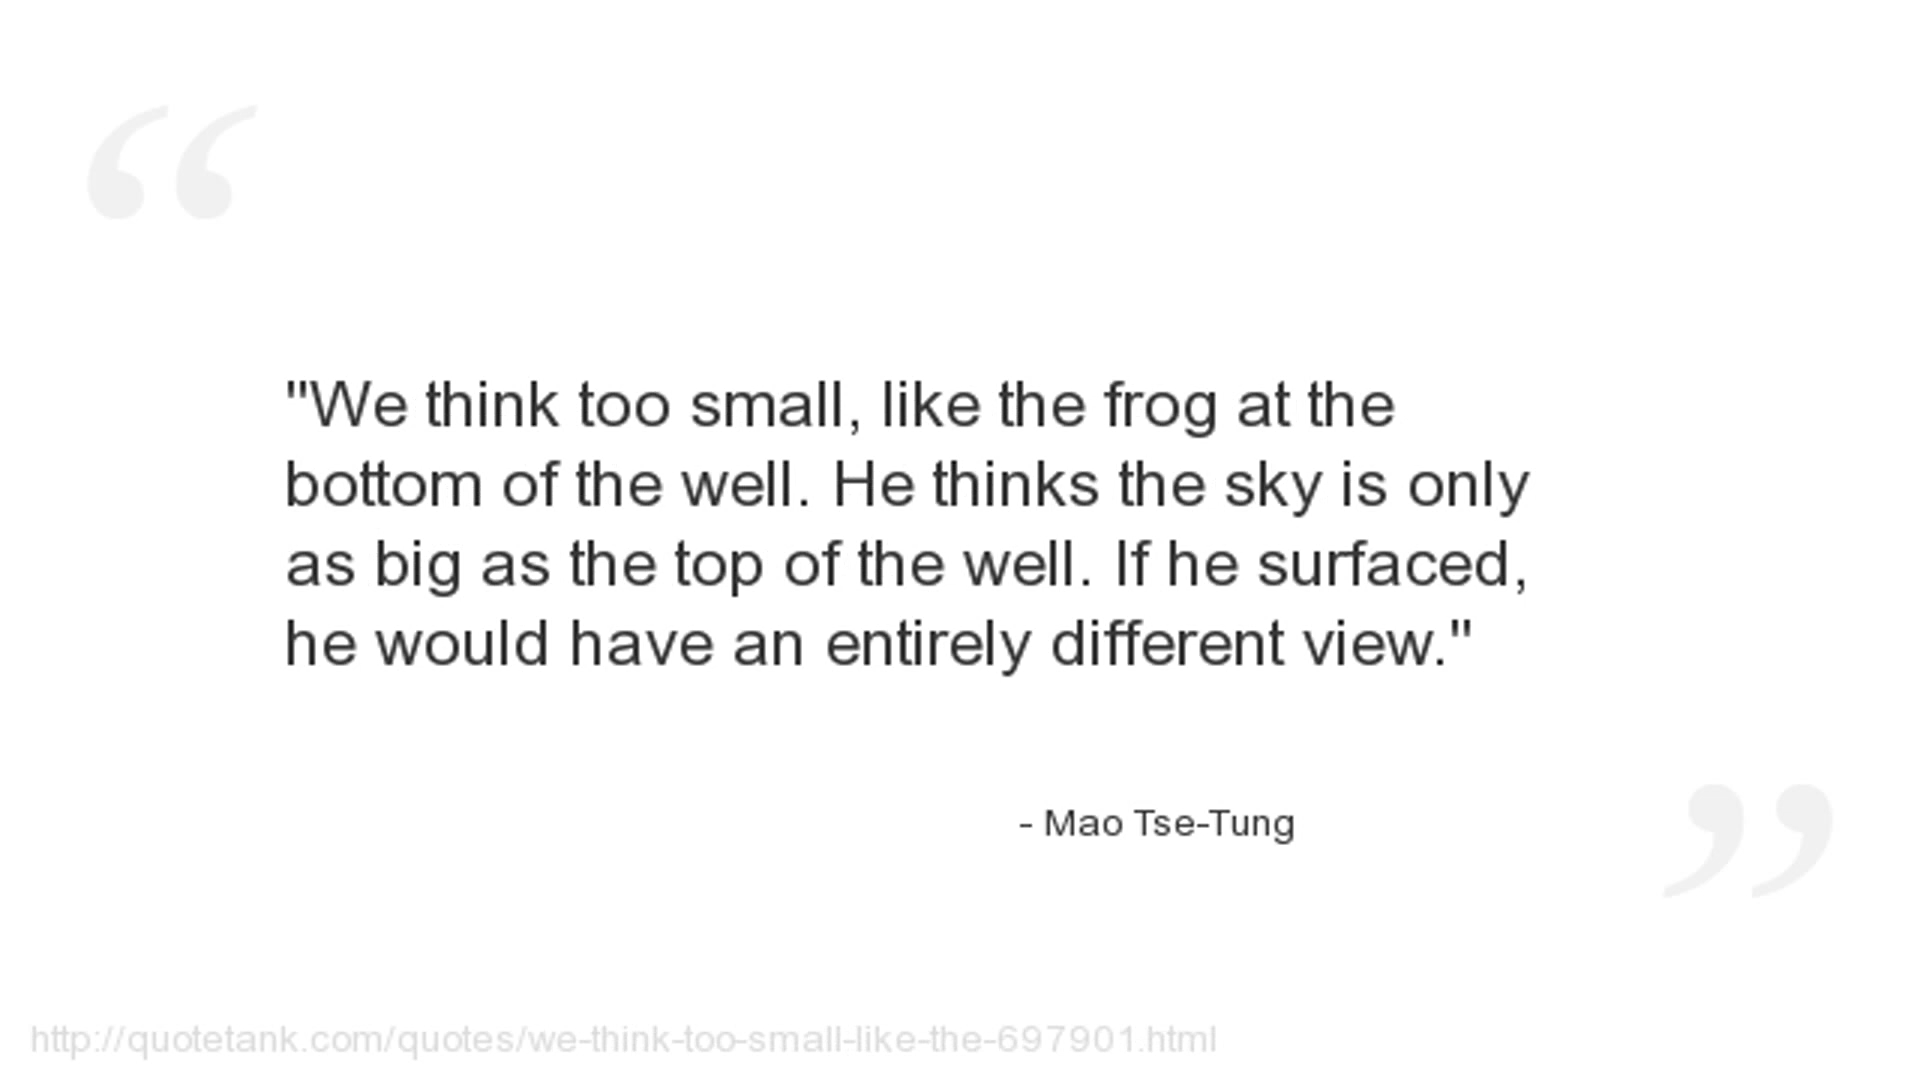 "We think too small, like the frog at the
bottom of the well. He thinks the sky is only
as big as the top of the well. If he surfaced,
he would have an entirely different view."
- Mao Tse-Tung
http://quotetank.com/quotes/we-think-too-small-like-the-697901.html